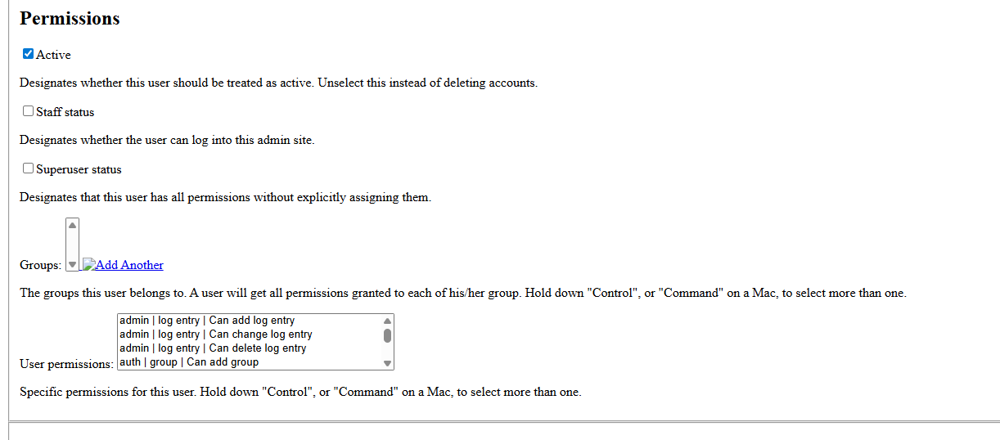 Permissions
Active
Designates whether this user should be treated as active. Unselect this instead of deleting accounts.
Staff status
Designates whether the user can log into this admin site.
Superuser status
Designates that this user has all permissions without explicitly assigning them.
Groups: Add Another
The groups this user belongs to. A user will get all permissions granted to each of his/her group. Hold down "Control", or "Command" on a Mac, to select more than one.
admin | log entry | Can add log entry
admin | log entry | Can change log entry
admin | log entry | Can delete log entry
User permissions: auth | group | Can add group
Specific permissions for this user. Hold down "Control", or "Command" on a Mac, to select more than one.